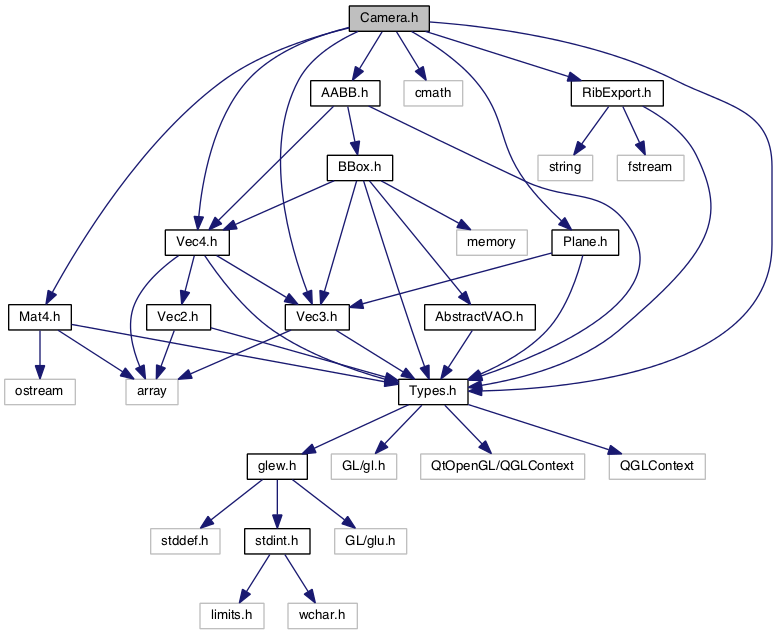 Camera.h
AABB.h
cmath
RibExport.h
BBox.h
string
fstream
Vec4.h
memory
Plane.h
Mat4.h
Vec2.h
Vec3.h
AbstractVAO.h
ostream
array
Types.h
glew.h
GL/gl.h
QtOpenGL/QGLContext
QGLContext
stddef.h
stdint.h
GL/glu.h
limits.h
wchar.h